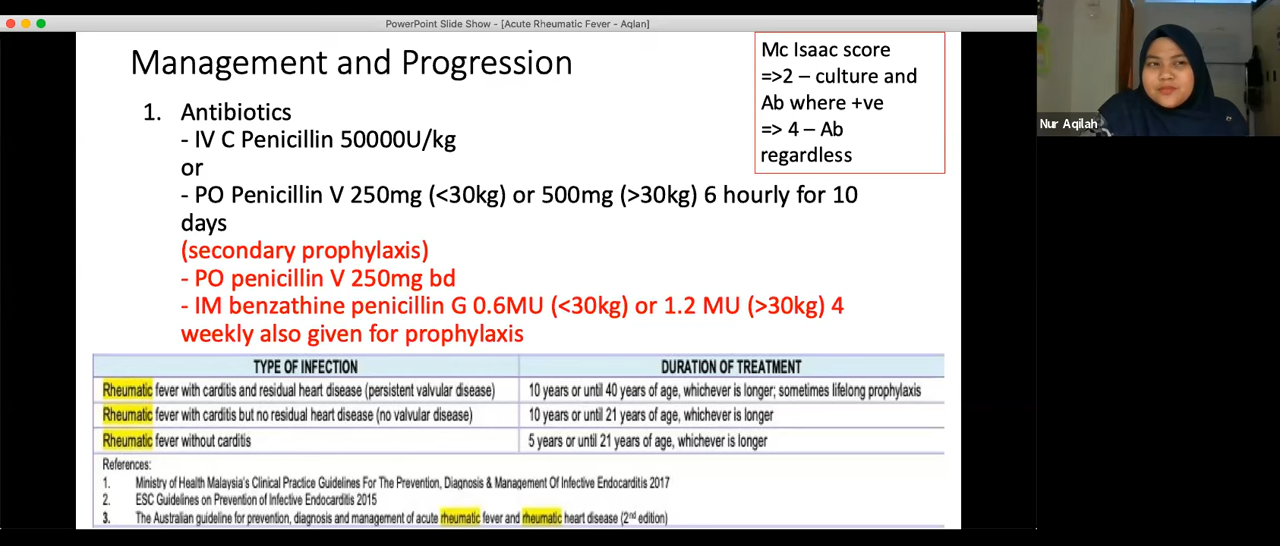 PowerPoint Slide Show - [Acute Rheumatic Fever - Aqlan]
Management and Progression
Mc Isaac score
=>2 – culture and
Ab where +ve
=> 4 – Ab
regardless
Nur Aqilah
1. Antibiotics
- IV C Penicillin 50000U/kg
or
- PO Penicillin V 250mg (<30kg) or 500mg (>30kg) 6 hourly for 10
days
(secondary prophylaxis)
- PO penicillin V 250mg bd
- IM benzathine penicillin G 0.6MU (<30kg) or 1.2 MU (>30kg) 4
weekly also given for prophylaxis
TYPE OF INFECTION DURATION OF TREATMENT
Rheumatic fever with carditis and residual heart disease (persistent valvular disease) 10 years or until 40 years of age, whichever is longer; sometimes lifelong prophylaxis
Rheumatic fever with carditis but no residual heart disease (no valvular disease) 10 years or until 21 years of age, whichever is longer
Rheumatic fever without carditis 5 years or until 21 years of age, whichever is longer
References:
1. Ministry of Health Malaysia's Clinical Practice Guidelines For The Prevention, Diagnosis & Management Of Infective Endocarditis 2017
2. ESC Guidelines on Prevention of Infective Endocarditis 2015
3. The Australian guideline for prevention, diagnosis and management of acute rheumatic fever and rheumatic heart disease (2nd edition)